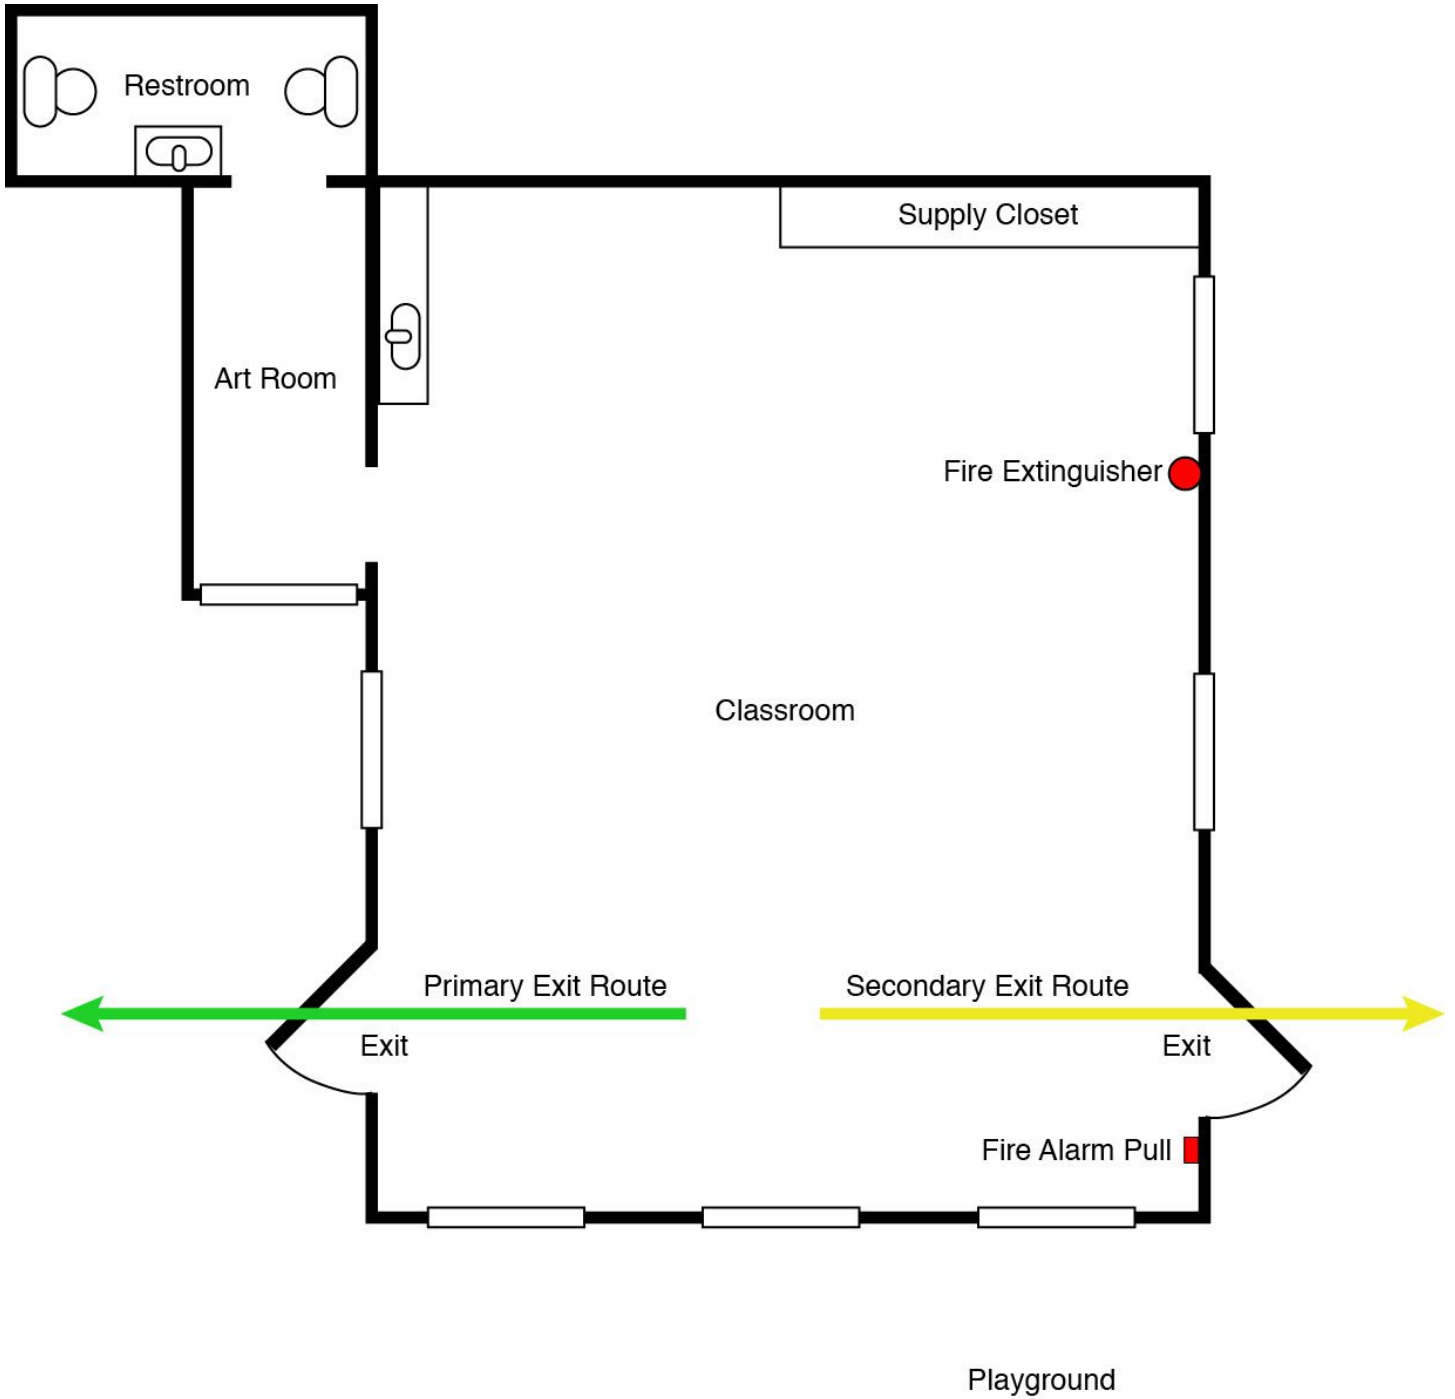 Restroom
Supply Closet
Art Room
Fire Extinguisher
Classroom
Primary Exit Route
Secondary Exit Route
Exit
Exit
Fire Alarm Pull
Playground